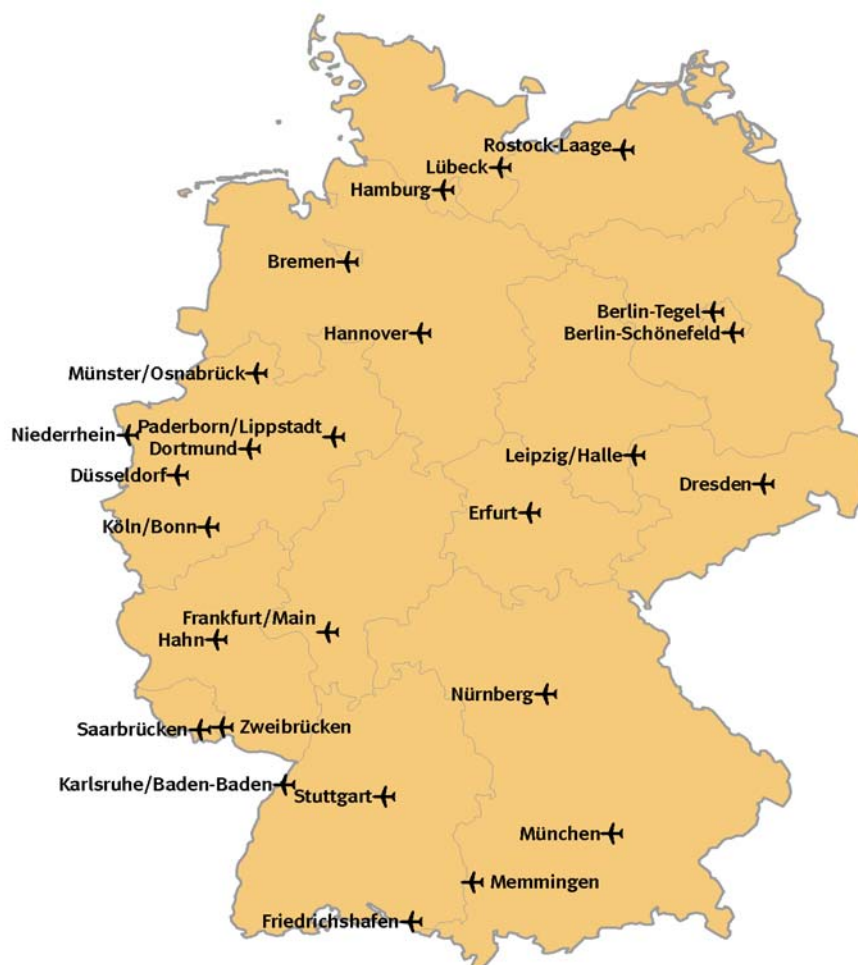 Rostock-Laage
Lübeck
Hamburg
Bremen
Berlin-Tegel
Hannover
Berlin-Schönefeld
Münster/Osnabrück
Paderborn/Lippstadt
Niederrhein
Dortmund
Leipzig/Halle
Düsseldorf
Dresden
Erfurt
Köln/Bonn
Frankfurt/Main
Hahn
Nürnberg
Saarbrücken
Zweibrücken
Karlsruhe/Baden-Baden
Stuttgart
München
Memmingen
Friedrichshafen